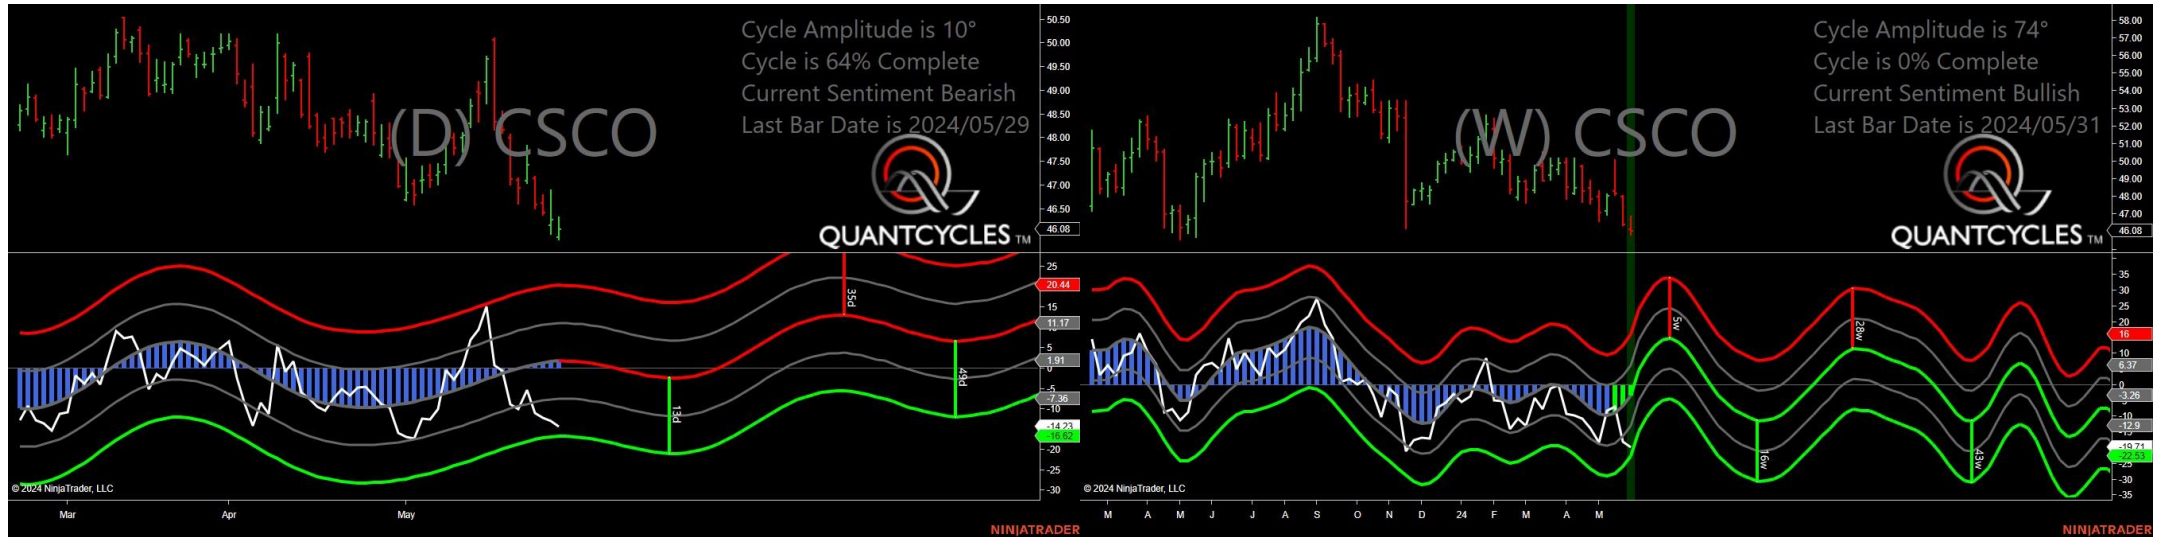 Cycle Amplitude is 10°
Cycle is 64% Complete
Current Sentiment Bearish
Last Bar Date is 2024/05/29
(D) CSCO
QUANTCYCLES TM
50.50
50.00
49.50
49.00
48.50
48.00
47.50
47.00
46.50
46.08
25
20.44
15
11.17
5
1.91
0
-5
-7.36
-10
-14.23
-16.62
-20
-25
-30
35d
13d
49d
© 2024 NinjaTrader, LLC
Mar Apr May
NINJATRADER
Cycle Amplitude is 74°
Cycle is 0% Complete
Current Sentiment Bullish
Last Bar Date is 2024/05/31
(W) CSCO
QUANTCYCLES TM
58.00
57.00
56.00
55.00
54.00
53.00
52.00
51.00
50.00
49.00
48.00
47.00
46.08
35
30
25
20
16
10
6.37
0
-3.26
-10
-12.9
-19.71
-22.53
-25
-30
-35
5w
28w
16w
43w
© 2024 NinjaTrader, LLC
M A M J J A S O N D 24 F M A M
NINJATRADER